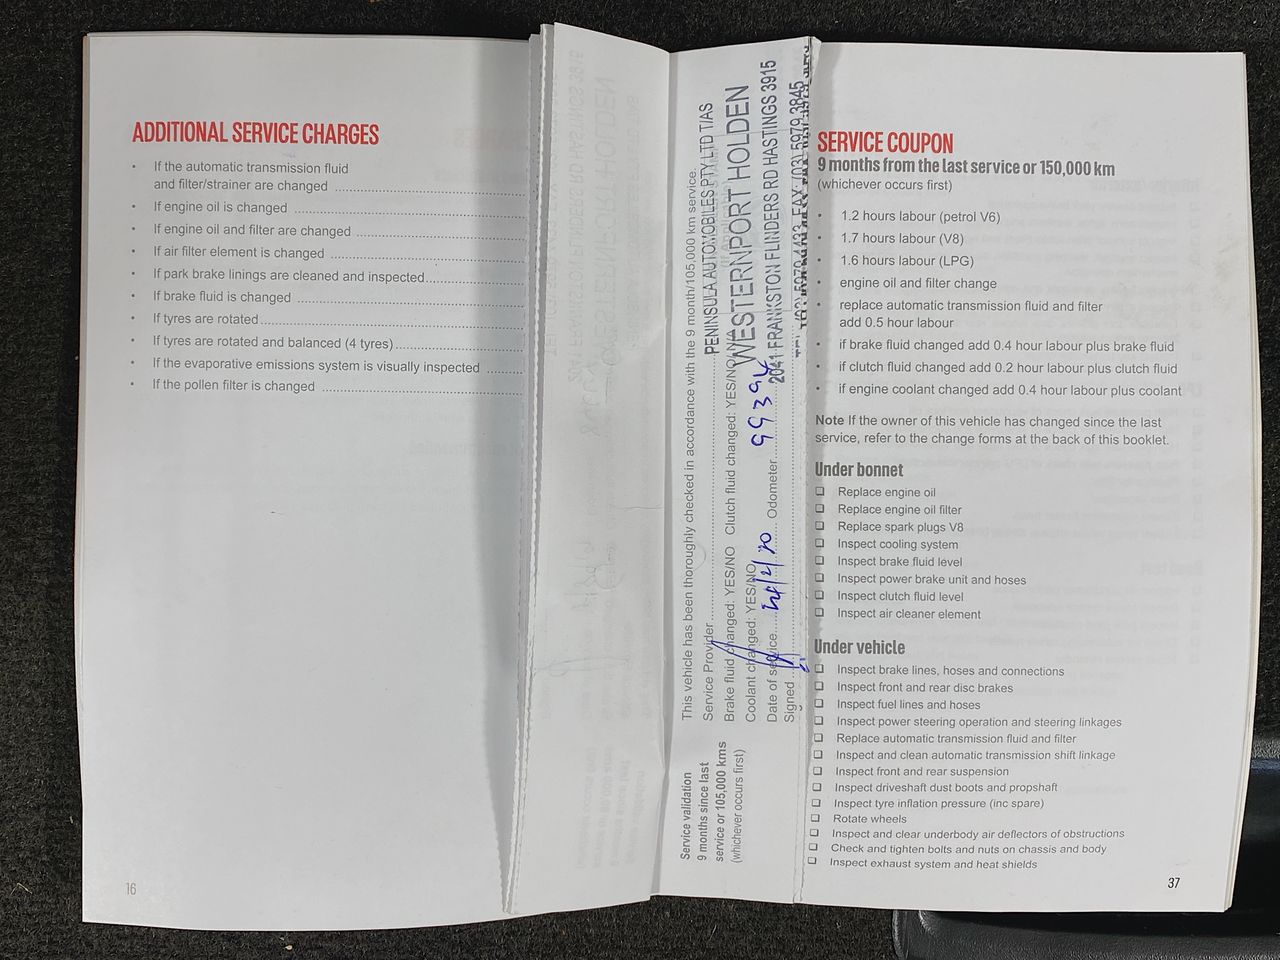 ADDITIONAL SERVICE CHARGES
• If the automatic transmission fluid
and filter/strainer are changed
• If engine oil is changed
• If engine oil and filter are changed
• If air filter element is changed
• If park brake linings are cleaned and inspected
• If brake fluid is changed
• If tyres are rotated
• If tyres are rotated and balanced (4 tyres)
• If the evaporative emissions system is visually inspected
• If the pollen filter is changed
16
This vehicle has been thoroughly checked in accordance with the 9 month/105,000 km service.
Service Provider
PENINSULA AUTOMOBILES PTY LTD T/AS
WESTERNPORT HOLDEN
2041 FRANKSTON FLINDERS RD HASTINGS 3915
FAX: (03) 5979 3845
Brake fluid changed: YES/NO Clutch fluid changed: YES/NO/NA
Coolant changed: YES/NO
Date of service Odometer 99394
Signed
Service validation
9 months since last
service or 105,000 kms
(whichever occurs first)
SERVICE COUPON
9 months from the last service or 150,000 km
(whichever occurs first)
• 1.2 hours labour (petrol V6)
• 1.7 hours labour (V8)
• 1.6 hours labour (LPG)
• engine oil and filter change
• replace automatic transmission fluid and filter
add 0.5 hour labour
• if brake fluid changed add 0.4 hour labour plus brake fluid
• if clutch fluid changed add 0.2 hour labour plus clutch fluid
• if engine coolant changed add 0.4 hour labour plus coolant
Note If the owner of this vehicle has changed since the last
service, refer to the change forms at the back of this booklet.
Under bonnet
❑ Replace engine oil
❑ Replace engine oil filter
❑ Replace spark plugs V8
❑ Inspect cooling system
❑ Inspect brake fluid level
❑ Inspect power brake unit and hoses
❑ Inspect clutch fluid level
❑ Inspect air cleaner element
Under vehicle
❑ Inspect brake lines, hoses and connections
❑ Inspect front and rear disc brakes
❑ Inspect fuel lines and hoses
❑ Inspect power steering operation and steering linkages
❑ Replace automatic transmission fluid and filter
❑ Inspect and clean automatic transmission shift linkage
❑ Inspect front and rear suspension
❑ Inspect driveshaft dust boots and propshaft
❑ Inspect tyre inflation pressure (inc spare)
❑ Rotate wheels
❑ Inspect and clear underbody air deflectors of obstructions
❑ Check and tighten bolts and nuts on chassis and body
❑ Inspect exhaust system and heat shields
37